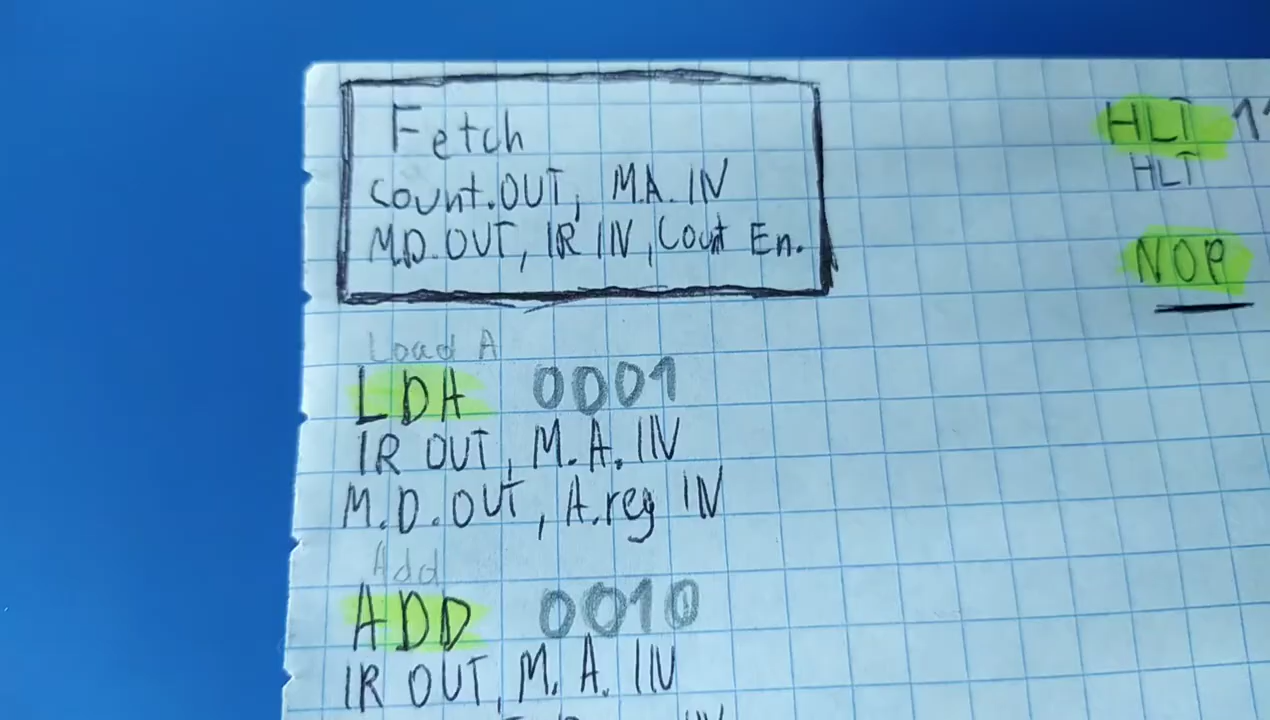 Fetch
Count.OUT, M.A. IN
M.D.OUT, IR IN, Cout En.
Load A
LDA 0001
IR OUT, M.A. IN
M.D.OUT, A.reg IN
Add
ADD 0010
IR OUT, M.A. IN
HLT
HLT
NOP